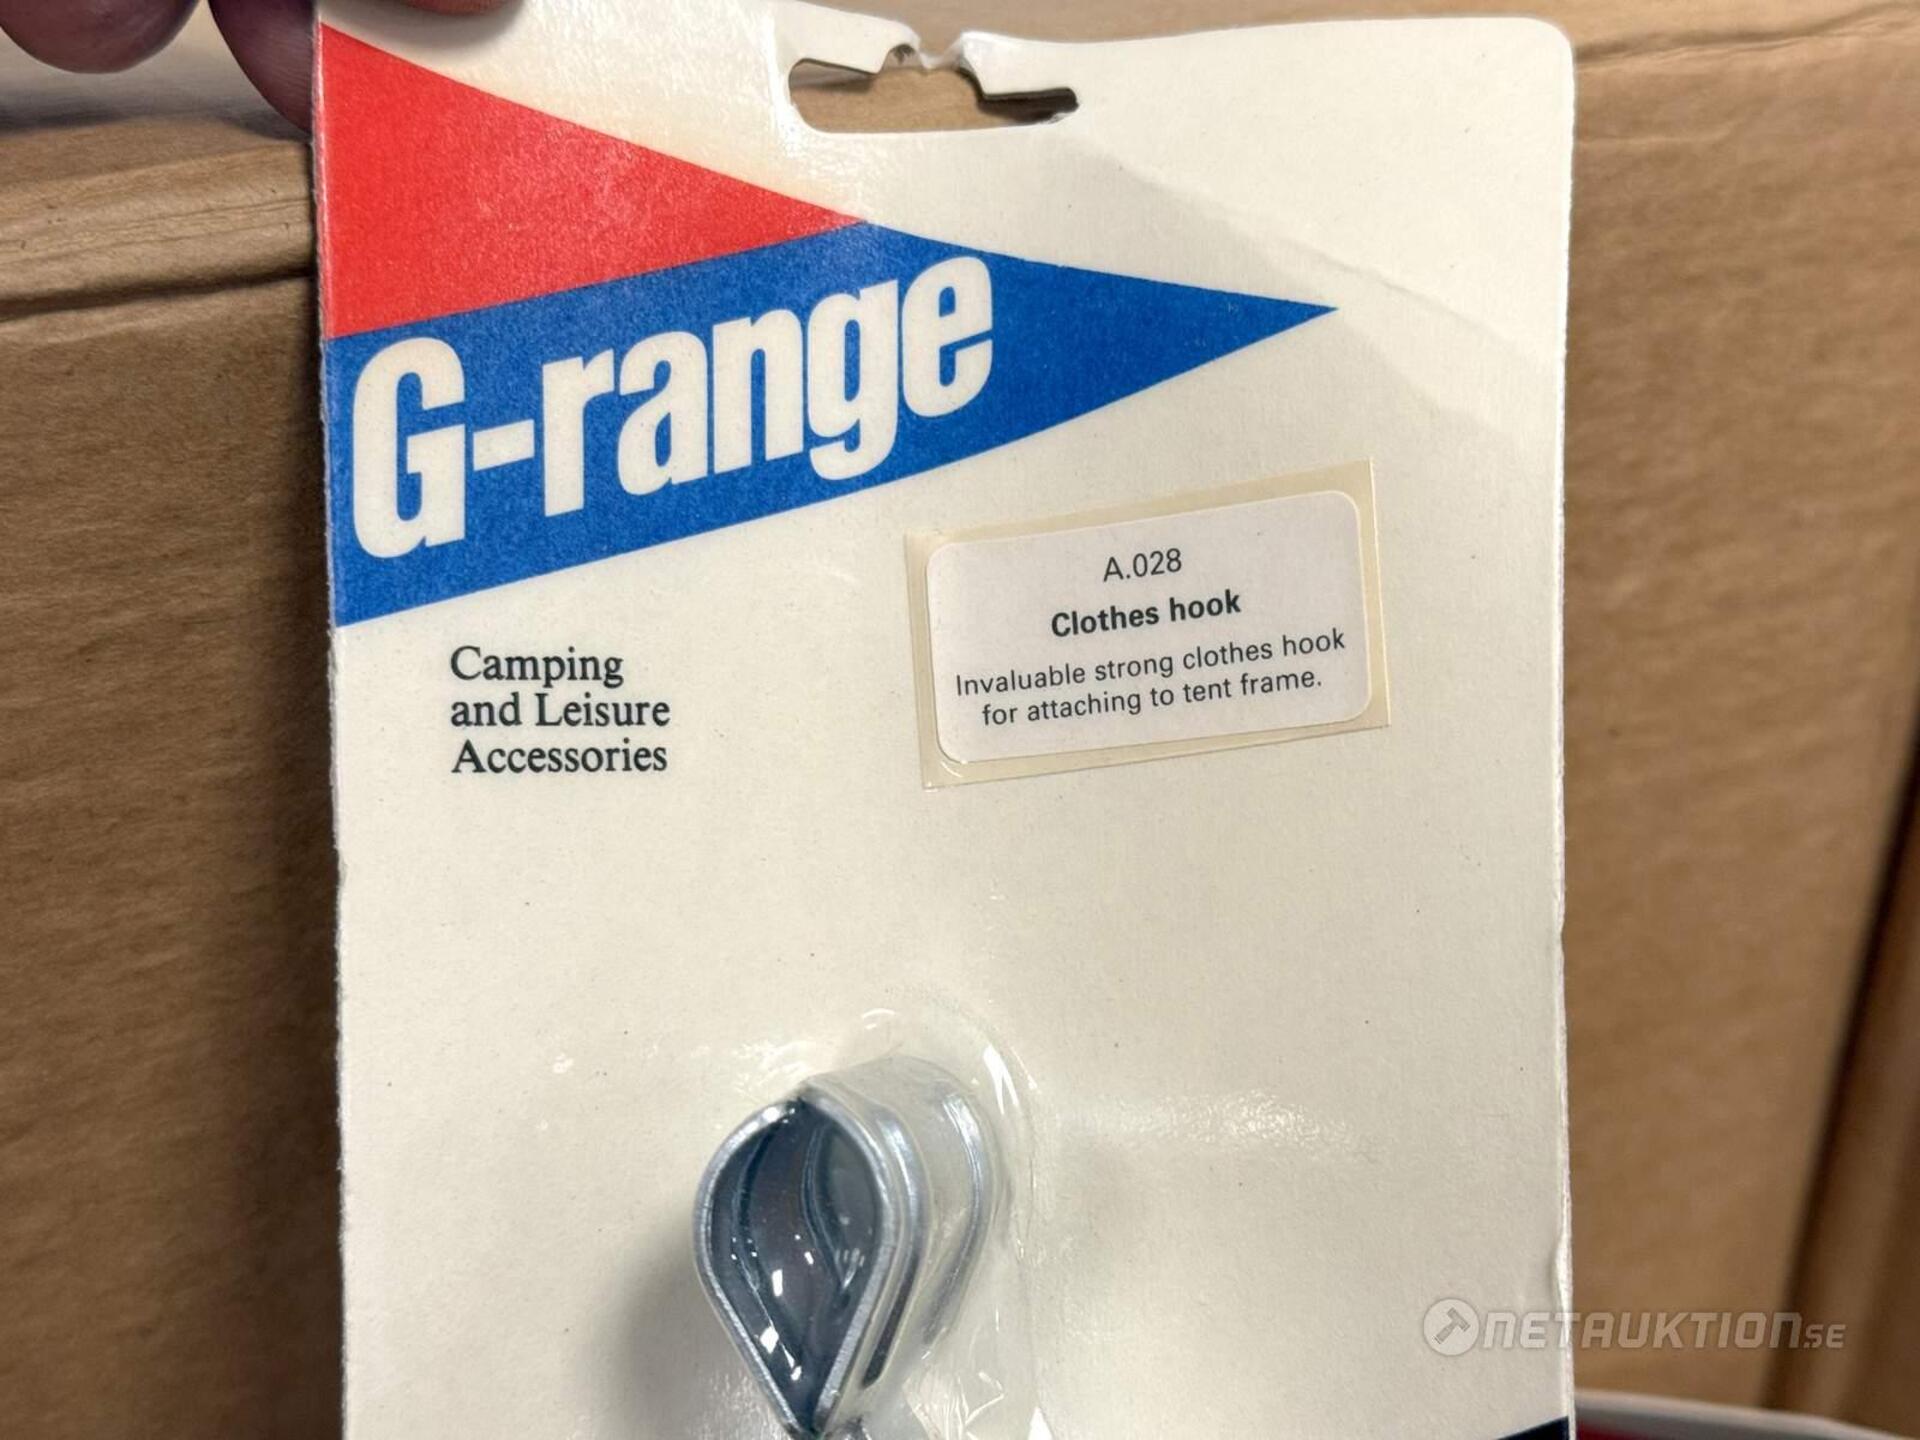 G-range
Camping
and Leisure
Accessories
A.028
Clothes hook
Invaluable strong clothes hook
for attaching to tent frame.
NETAUKTION.SE